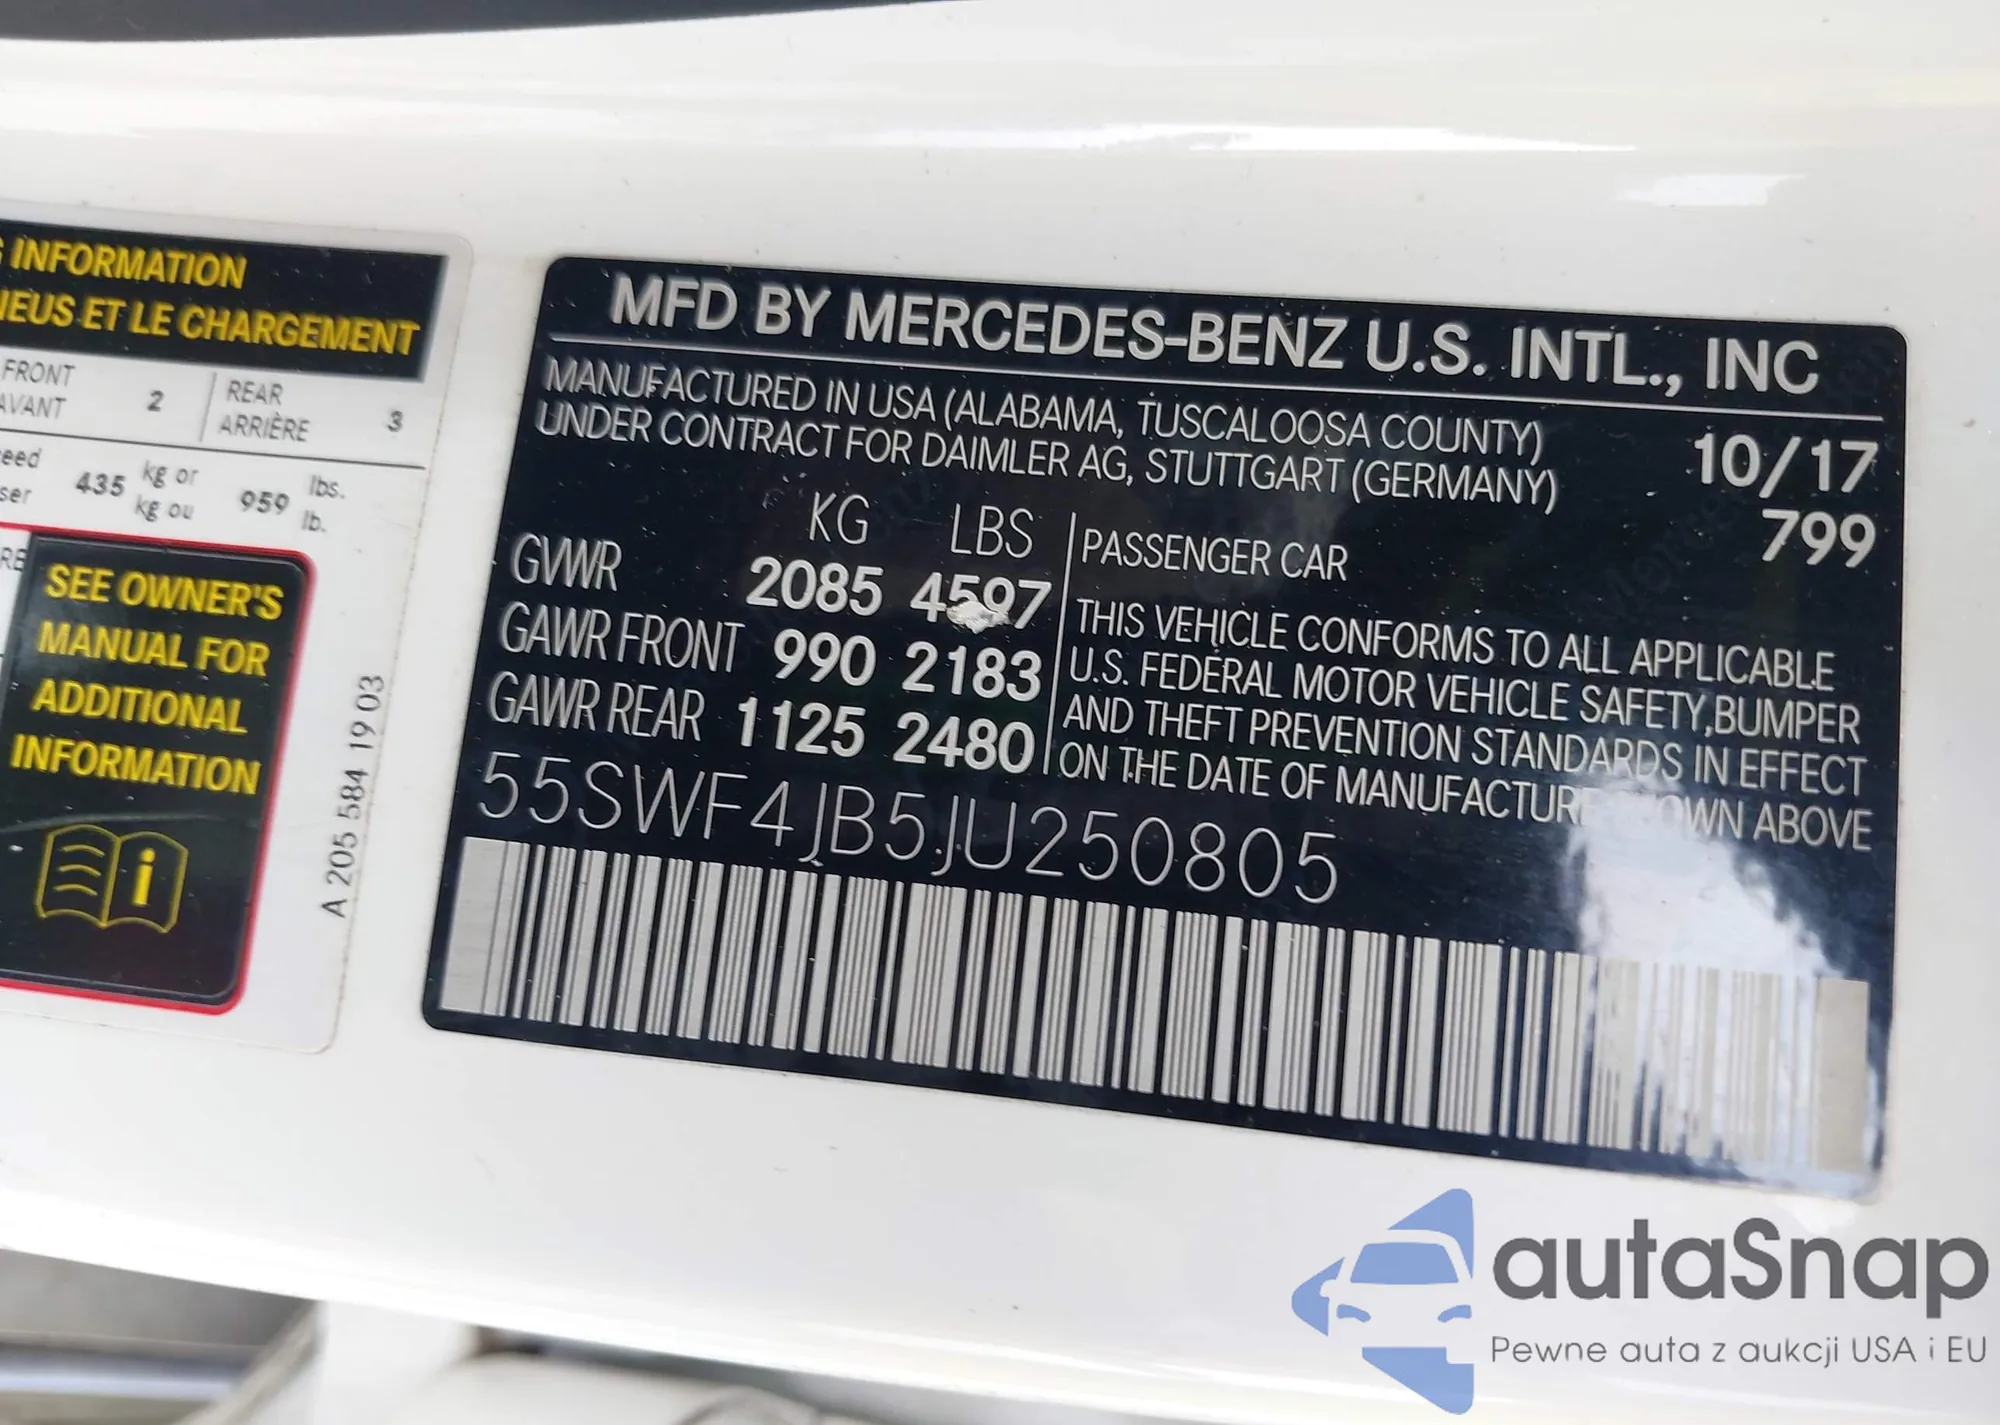 INFORMATION
NEUS ET LE CHARGEMENT
FRONT
AVANT
2
REAR
ARRIÈRE
3
435
kg or
kg ou
959
lbs.
lb.
SEE OWNER'S
MANUAL FOR
ADDITIONAL
INFORMATION
i
A 205 584 19 03
MFD BY MERCEDES-BENZ U.S. INTL., INC
MANUFACTURED IN USA (ALABAMA, TUSCALOOSA COUNTY)
UNDER CONTRACT FOR DAIMLER AG, STUTTGART (GERMANY)
10/17
799
KG LBS
GVWR 2085 4597
GAWR FRONT 990 2183
GAWR REAR 1125 2480
PASSENGER CAR
THIS VEHICLE CONFORMS TO ALL APPLICABLE
U.S. FEDERAL MOTOR VEHICLE SAFETY,BUMPER
AND THEFT PREVENTION STANDARDS IN EFFECT
ON THE DATE OF MANUFACTURE SHOWN ABOVE
55SWF4JB5JU250805
autaSnap
Pewne auta z aukcji USA i EU